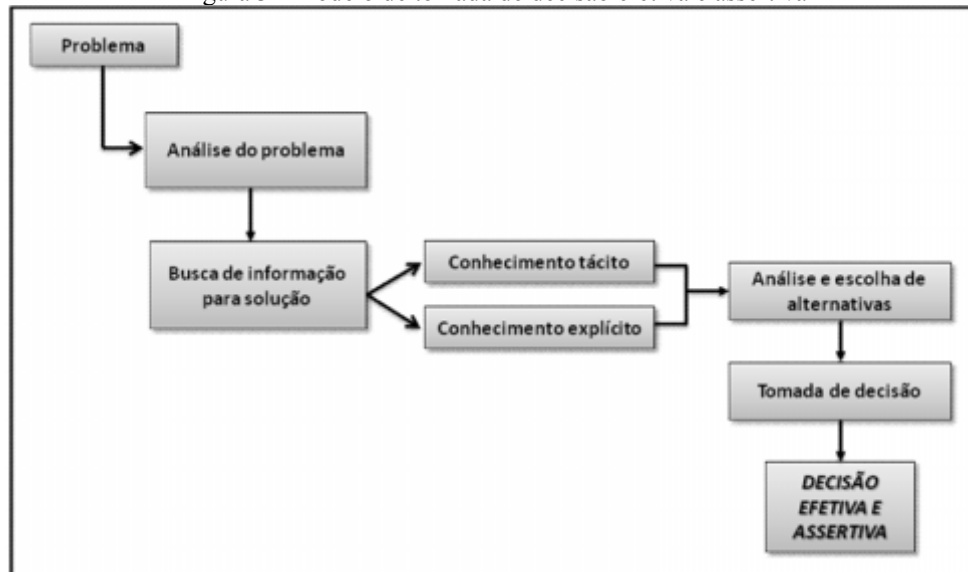 Problema
Análise do problema
Busca de informação
para solução
Conhecimento tácito
Conhecimento explícito
Análise e escolha de
alternativas
Tomada de decisão
DECISÃO
EFETIVA E
ASSERTIVA